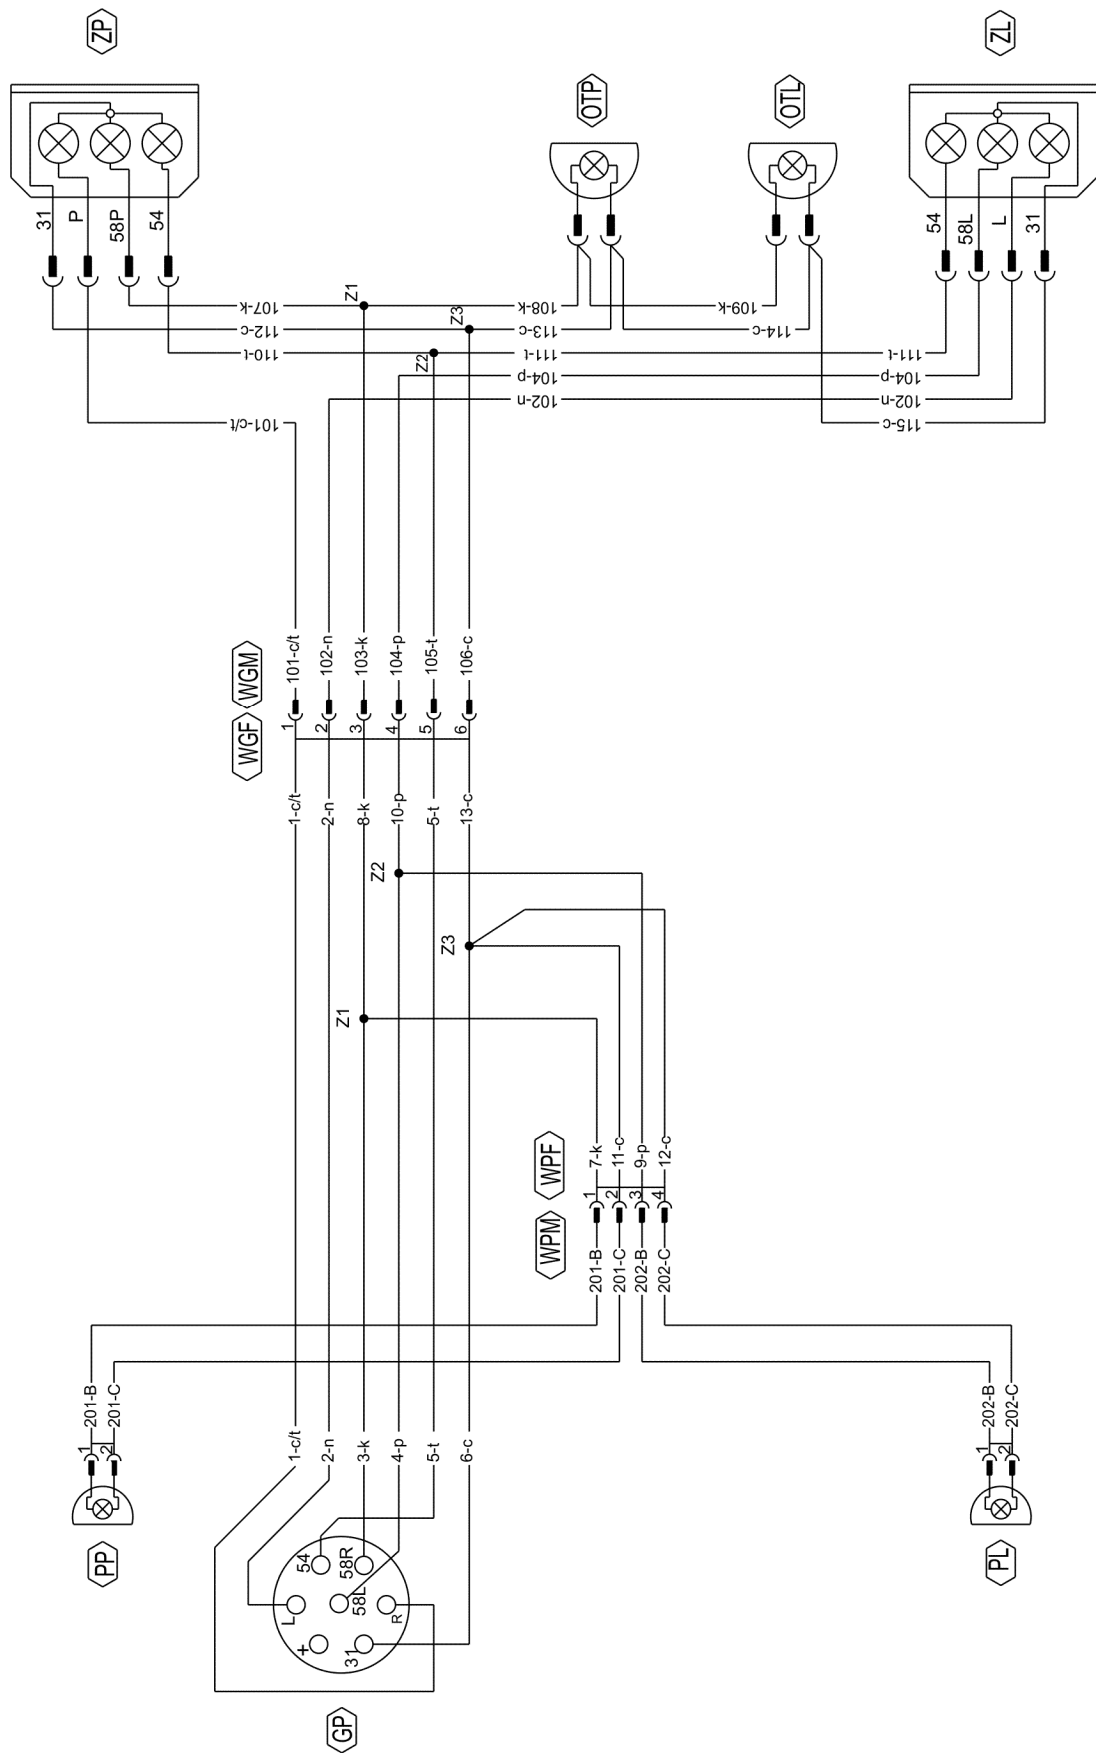 ZP
ZL
OTP
OTL
31
P
58P
54
54
58L
L
31
107-k
Z1
108-k
109-k
112-c
Z3
113-c
114-c
110-t
Z2
111-t
111-t
104-p
104-p
102-n
102-n
101-c/t
115-c
WGM
101-c/t
102-n
103-k
104-p
105-t
106-c
WGF
1
2
3
4
5
6
1-c/t
2-n
8-k
10-p
5-t
13-c
Z2
Z3
Z1
WPF
7-k
11-c
9-p
12-c
1
2
3
4
WPM
201-B
201-C
202-B
202-C
201-B
201-C
202-B
202-C
1
2
1
2
1-c/t
2-n
3-k
4-p
5-t
6-c
PP
PL
54
58R
58L
L
R
+
31
GP